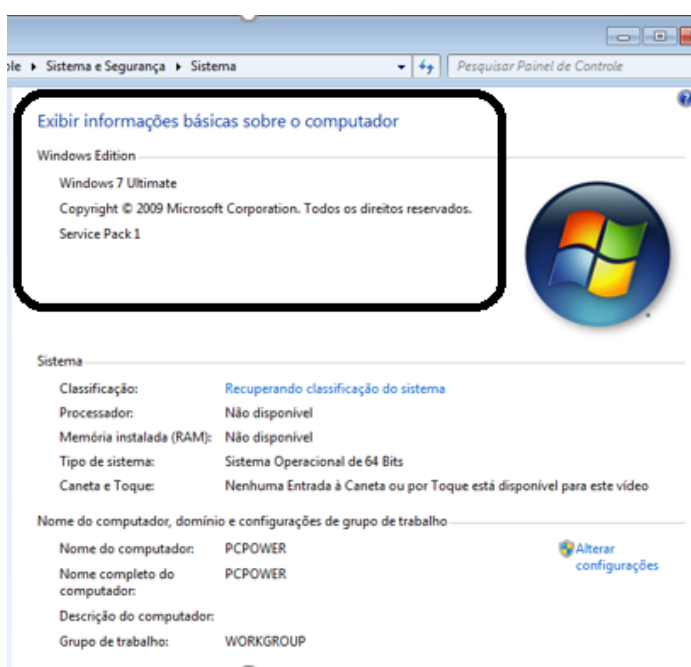 ole ▸ Sistema e Segurança ▸ Sistema
Pesquisar Painel de Controle
Exibir informações básicas sobre o computador
Windows Edition
Windows 7 Ultimate
Copyright © 2009 Microsoft Corporation. Todos os direitos reservados.
Service Pack 1
Sistema
Classificação: Recuperando classificação do sistema
Processador: Não disponível
Memória instalada (RAM): Não disponível
Tipo de sistema: Sistema Operacional de 64 Bits
Caneta e Toque: Nenhuma Entrada à Caneta ou por Toque está disponível para este vídeo
Nome do computador, domínio e configurações de grupo de trabalho
Nome do computador: PCPOWER
Alterar
configurações
Nome completo do
computador: PCPOWER
Descrição do computador:
Grupo de trabalho: WORKGROUP